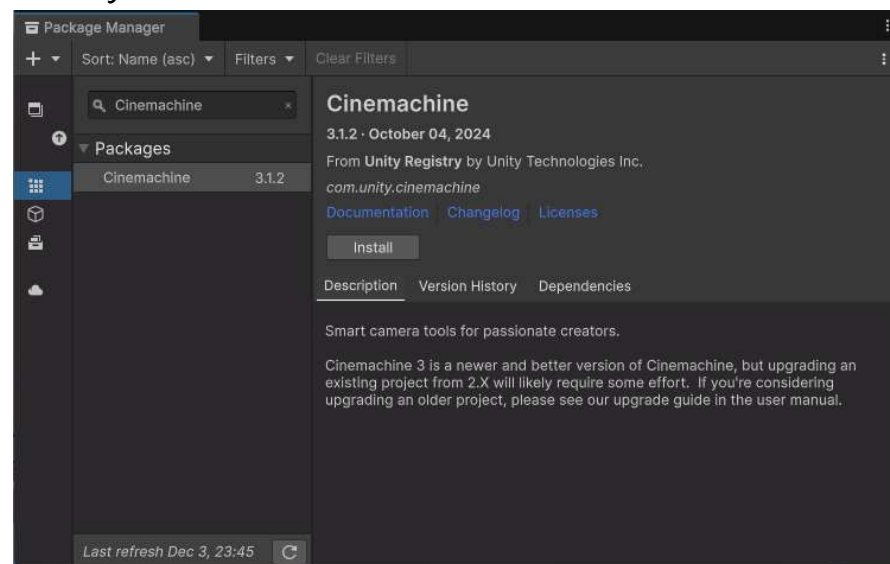 Package Manager
Sort: Name (asc) Filters Clear Filters
Cinemachine
Packages
Cinemachine 3.1.2
Last refresh Dec 3, 23:45
Cinemachine
3.1.2 · October 04, 2024
From Unity Registry by Unity Technologies Inc.
com.unity.cinemachine
Documentation Changelog Licenses
Install
Description Version History Dependencies
Smart camera tools for passionate creators.
Cinemachine 3 is a newer and better version of Cinemachine, but upgrading an
existing project from 2.X will likely require some effort. If you're considering
upgrading an older project, please see our upgrade guide in the user manual.